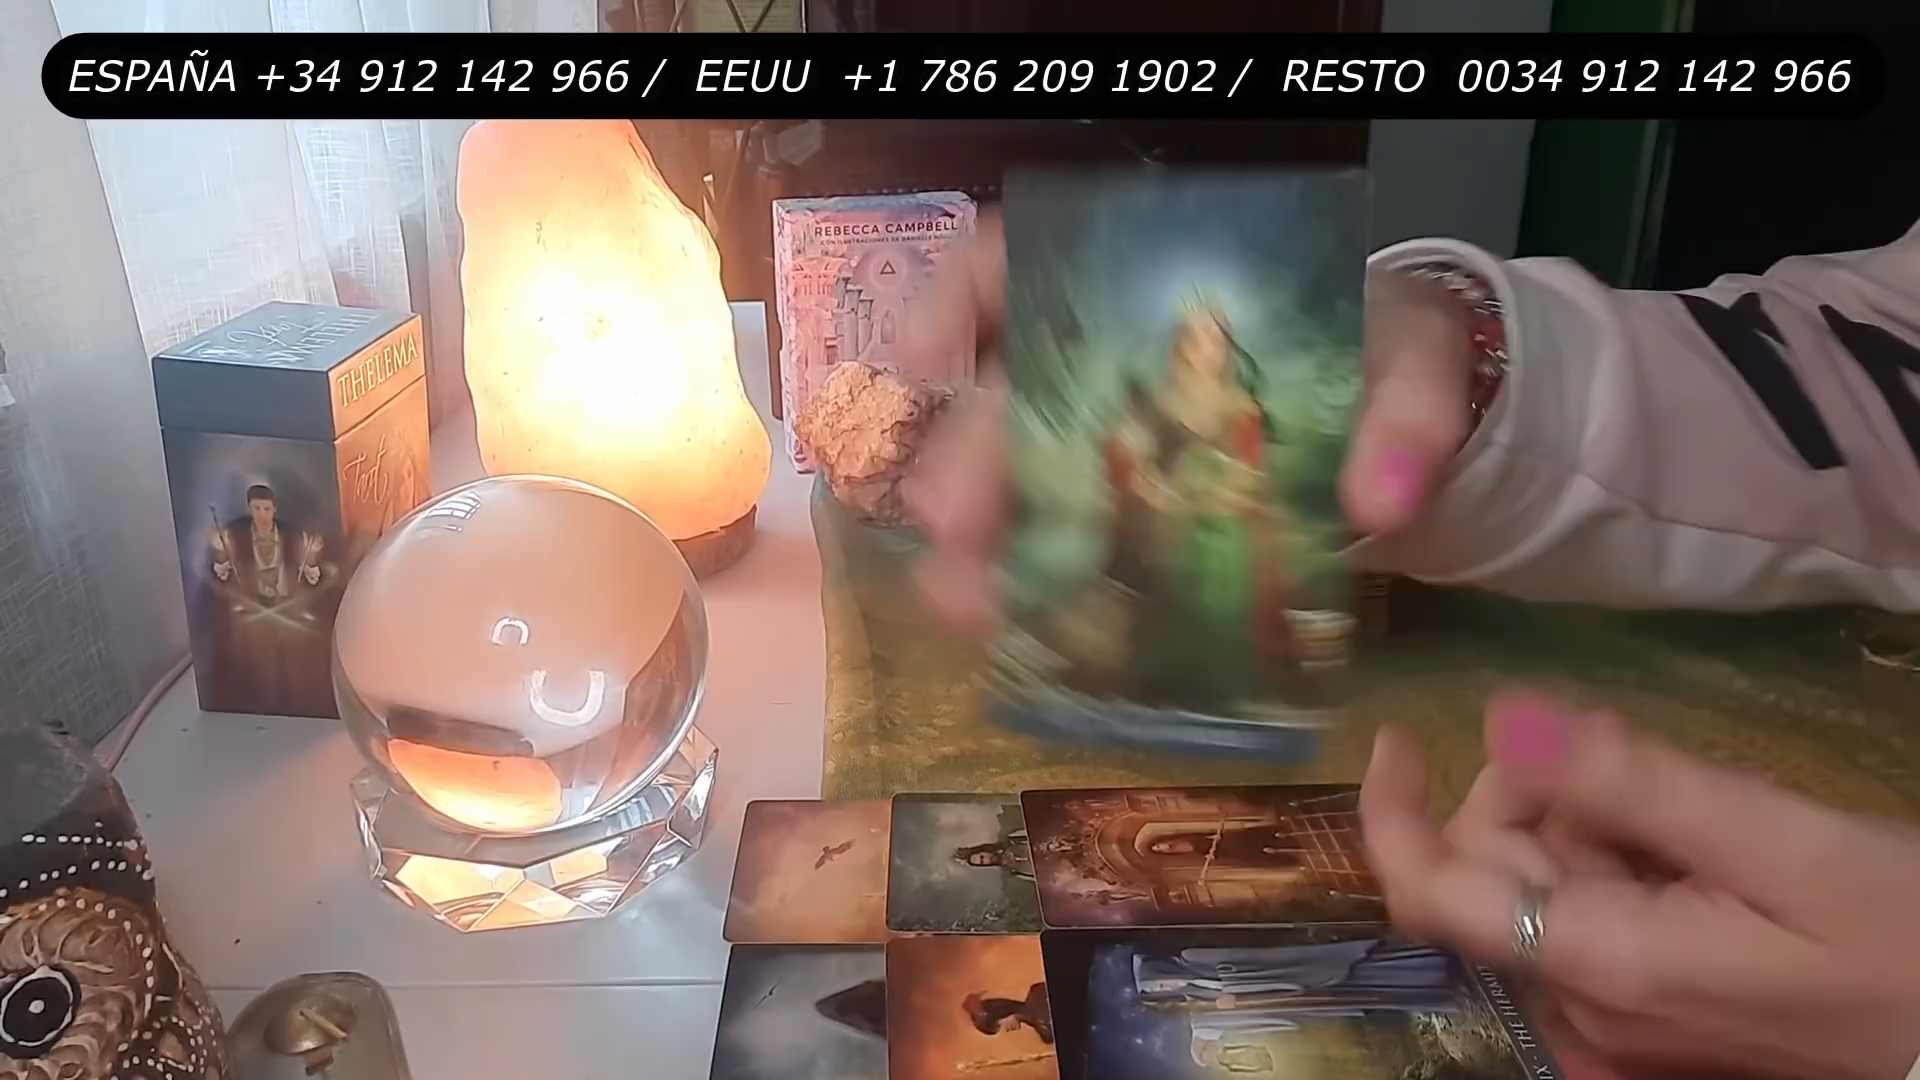 ESPAÑA +34 912 142 966 / EEUU +1 786 209 1902 / RESTO 0034 912 142 966
REBECCA CAMPBELL
THELEMA
Tarot
IX - THE HERMIT